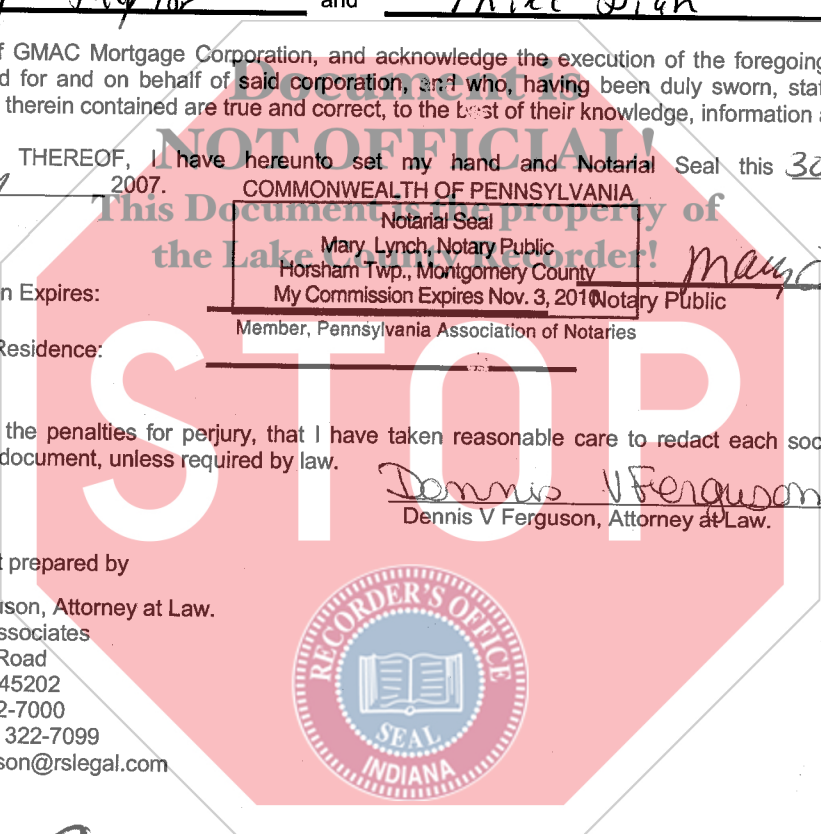 and
f GMAC Mortgage Corporation, and acknowledge the execution of the foregoing
d for and on behalf of said corporation, and who, having been duly sworn, stat
therein contained are true and correct, to the best of their knowledge, information a
Document is
NOT OFFICIAL!
This Document is the property of
the Lake County Recorder!
THEREOF, I have hereunto set my hand and Notarial Seal this 30
2007.
COMMONWEALTH OF PENNSYLVANIA
Notarial Seal
Mary Lynch, Notary Public
Horsham Twp., Montgomery County
My Commission Expires Nov. 3, 2010
Mary
Notary Public
n Expires:
Member, Pennsylvania Association of Notaries
Residence:
STOP
the penalties for perjury, that I have taken reasonable care to redact each soc
document, unless required by law.
Dennis V Ferguson
Dennis V Ferguson, Attorney at Law.
t prepared by
uson, Attorney at Law.
ssociates
Road
45202
2-7000
322-7099
son@rslegal.com
RECORDER'S OFFICE
SEAL
INDIANA